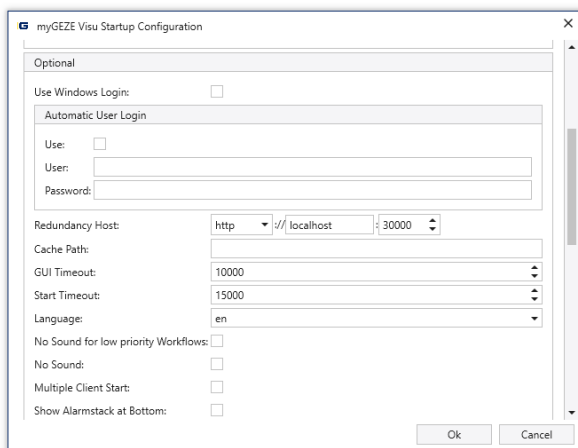 G myGEZE Visu Startup Configuration
Optional
Use Windows Login:
Automatic User Login
Use:
User:
Password:
Redundancy Host: http :// localhost : 30000
Cache Path:
GUI Timeout: 10000
Start Timeout: 15000
Language: en
No Sound for low priority Workflows:
No Sound:
Multiple Client Start:
Show Alarmstack at Bottom:
Ok Cancel